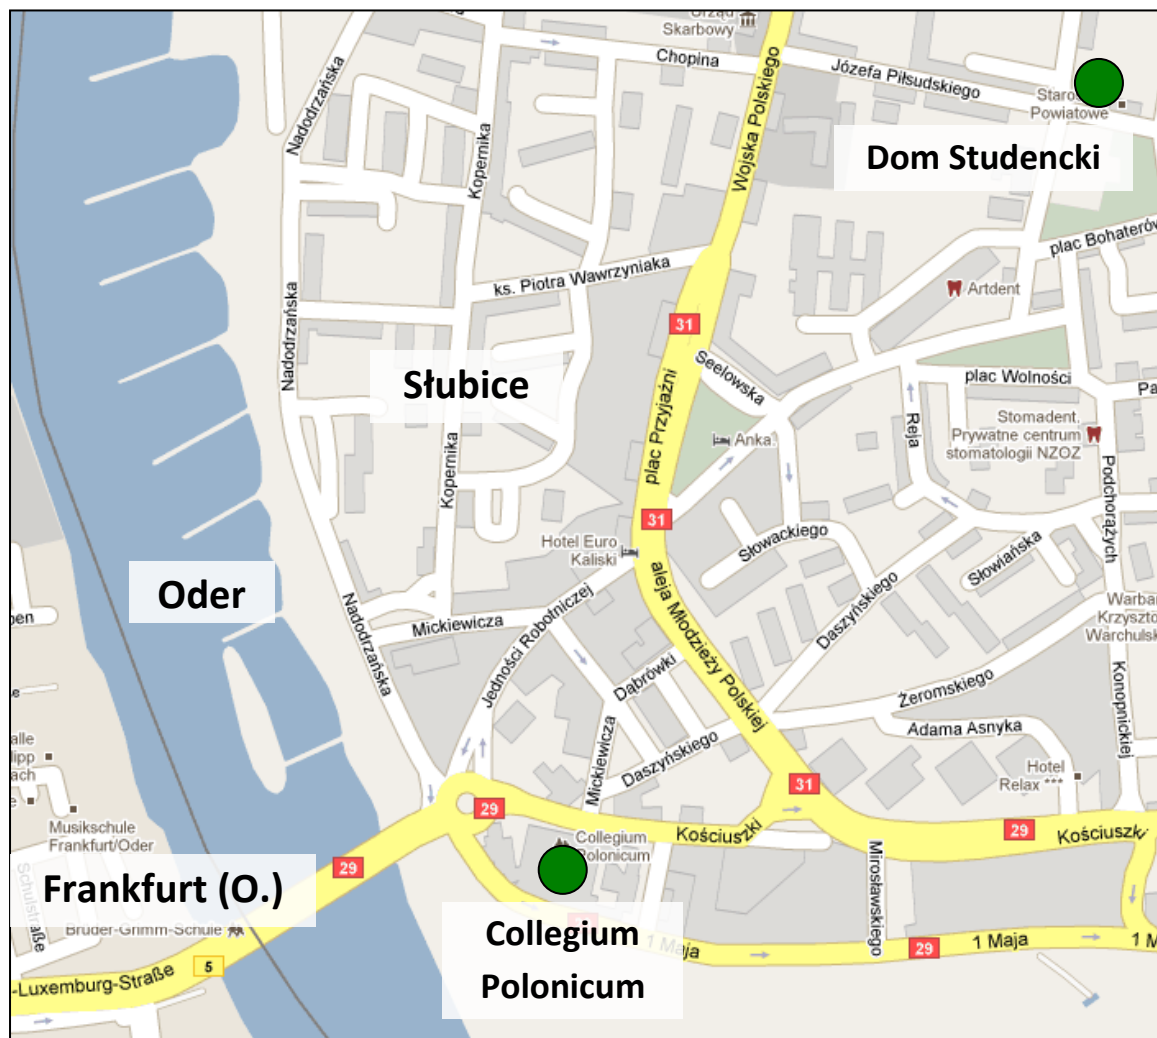 Urząd
Skarbowy
Chopina
Józefa Piłsudskiego
Powiatowe
Dom Studencki
Nadodrzańska
Kopernika
Wojska Polskiego
plac Bohaterów
ks. Piotra Wawrzyniaka
Artdent
Nadodrzańska
31
Seelowska
Słubice
plac Przyjaźni
plac Wolności
Anka.
Reja
Stomadent,
Prywatne centrum
stomatologii NZOZ
Kopernika
Podchorążych
31
Hotel Euro
Kaliski
Słowackiego
Słowiańska
Oder
Mickiewicza
Jedności Robotniczej
aleja Młodzieży Polskiej
Daszyńskiego
Nadodrzańska
Dąbrówki
Żeromskiego
Konopnickiej
Adama Asnyka
Mickiewicza
Daszyńskiego
Hotel
Relax ***
31
29
29
Kościuszki
Kościuszki
Musikschule
Frankfurt/Oder
Collegium
Polonicum
29
Mirosławskiego
Schulstraße
Frankfurt (O.)
Bruder-Grimm-Schule
Collegium
Polonicum
1 Maja
29
1 Maja
5
-Luxemburg-Straße